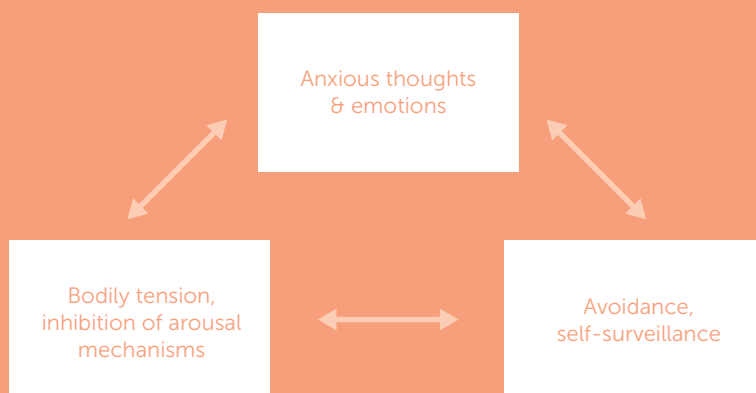 Anxious thoughts
& emotions
Bodily tension,
inhibition of arousal
mechanisms
Avoidance,
self-surveillance